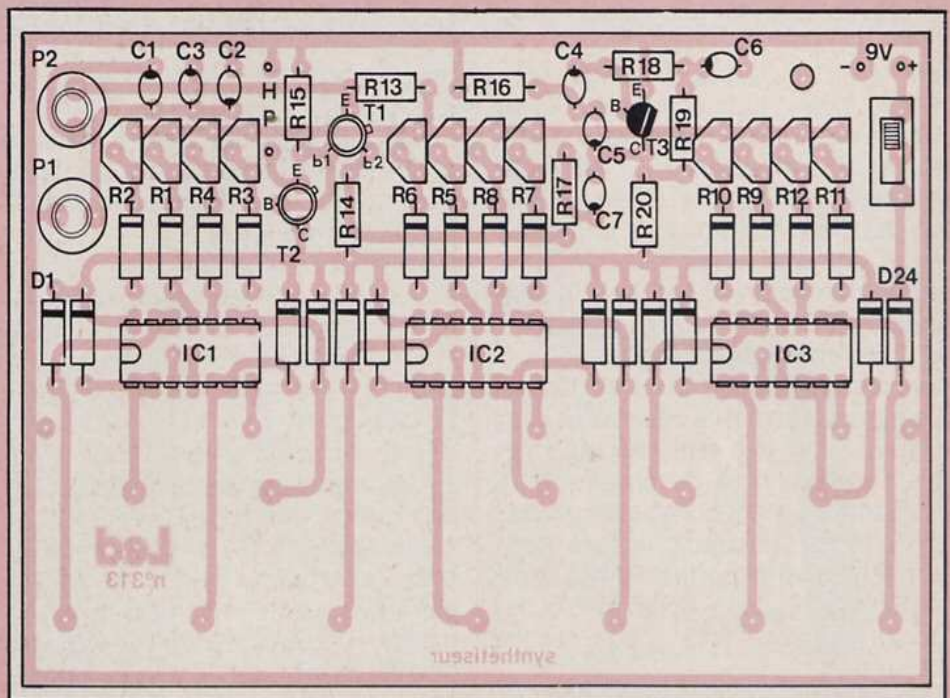 P2 C1 C3 C2 C4 R18 C6 9V
- +
H P R15 R13 R16
E T1 b1 b2
E B C T3 R19
C5
P1
R2 R1 R4 R3 R6 R5 R8 R7 R17 C7 R20 R10 R9 R12 R11
E B C T2 R14
D1 D24
IC1 IC2 IC3
Led
n°313
synthetiseur